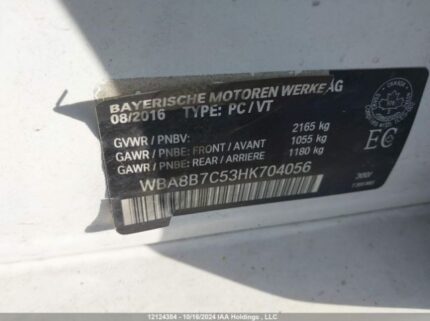 BAYERISCHE MOTOREN WERKE AG
08/2016 TYPE: PC/VT
GVWR / PNBV: 2165 kg
GAWR / PNBE: FRONT / AVANT 1055 kg
GAWR / PNBE: REAR / ARRIERE 1180 kg
WBA8B7C53HK704056
EC
12124384 / 10/16/2024 IAA Holdings , LLC